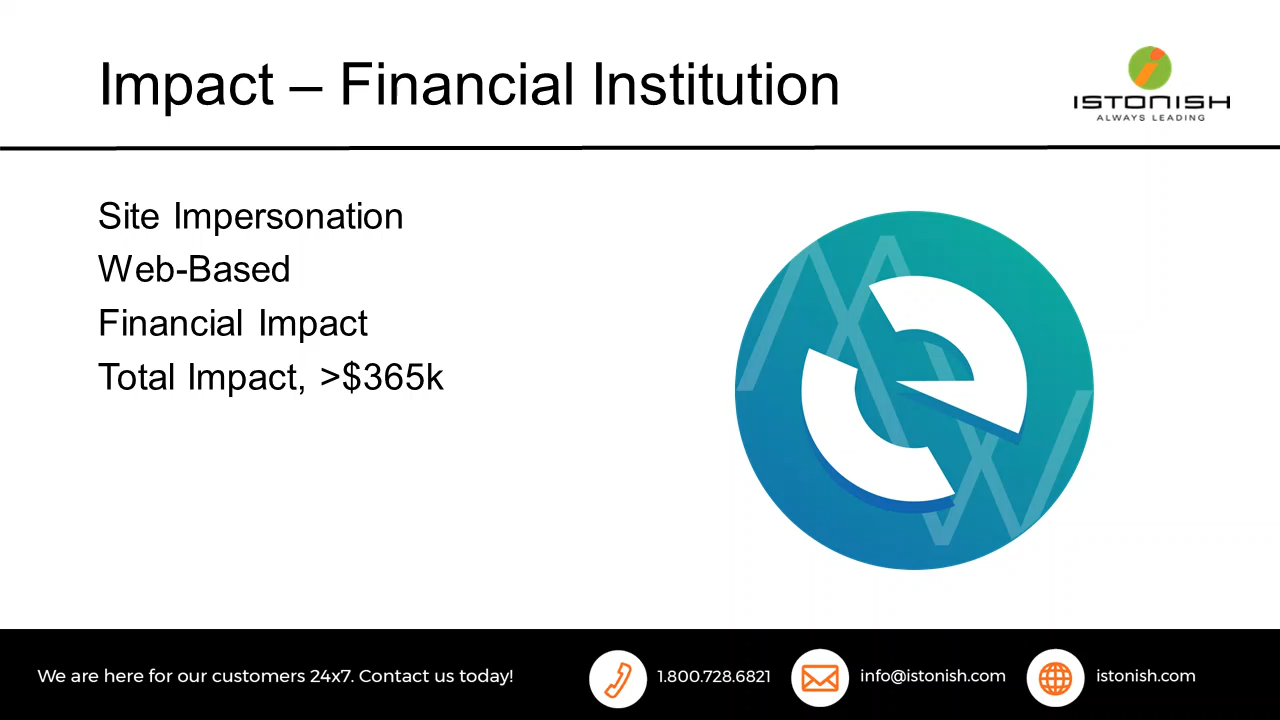 Impact – Financial Institution
ISTONISH
ALWAYS LEADING
Site Impersonation
Web-Based
Financial Impact
Total Impact, >$365k
We are here for our customers 24x7. Contact us today!
1.800.728.6821
info@istonish.com
istonish.com